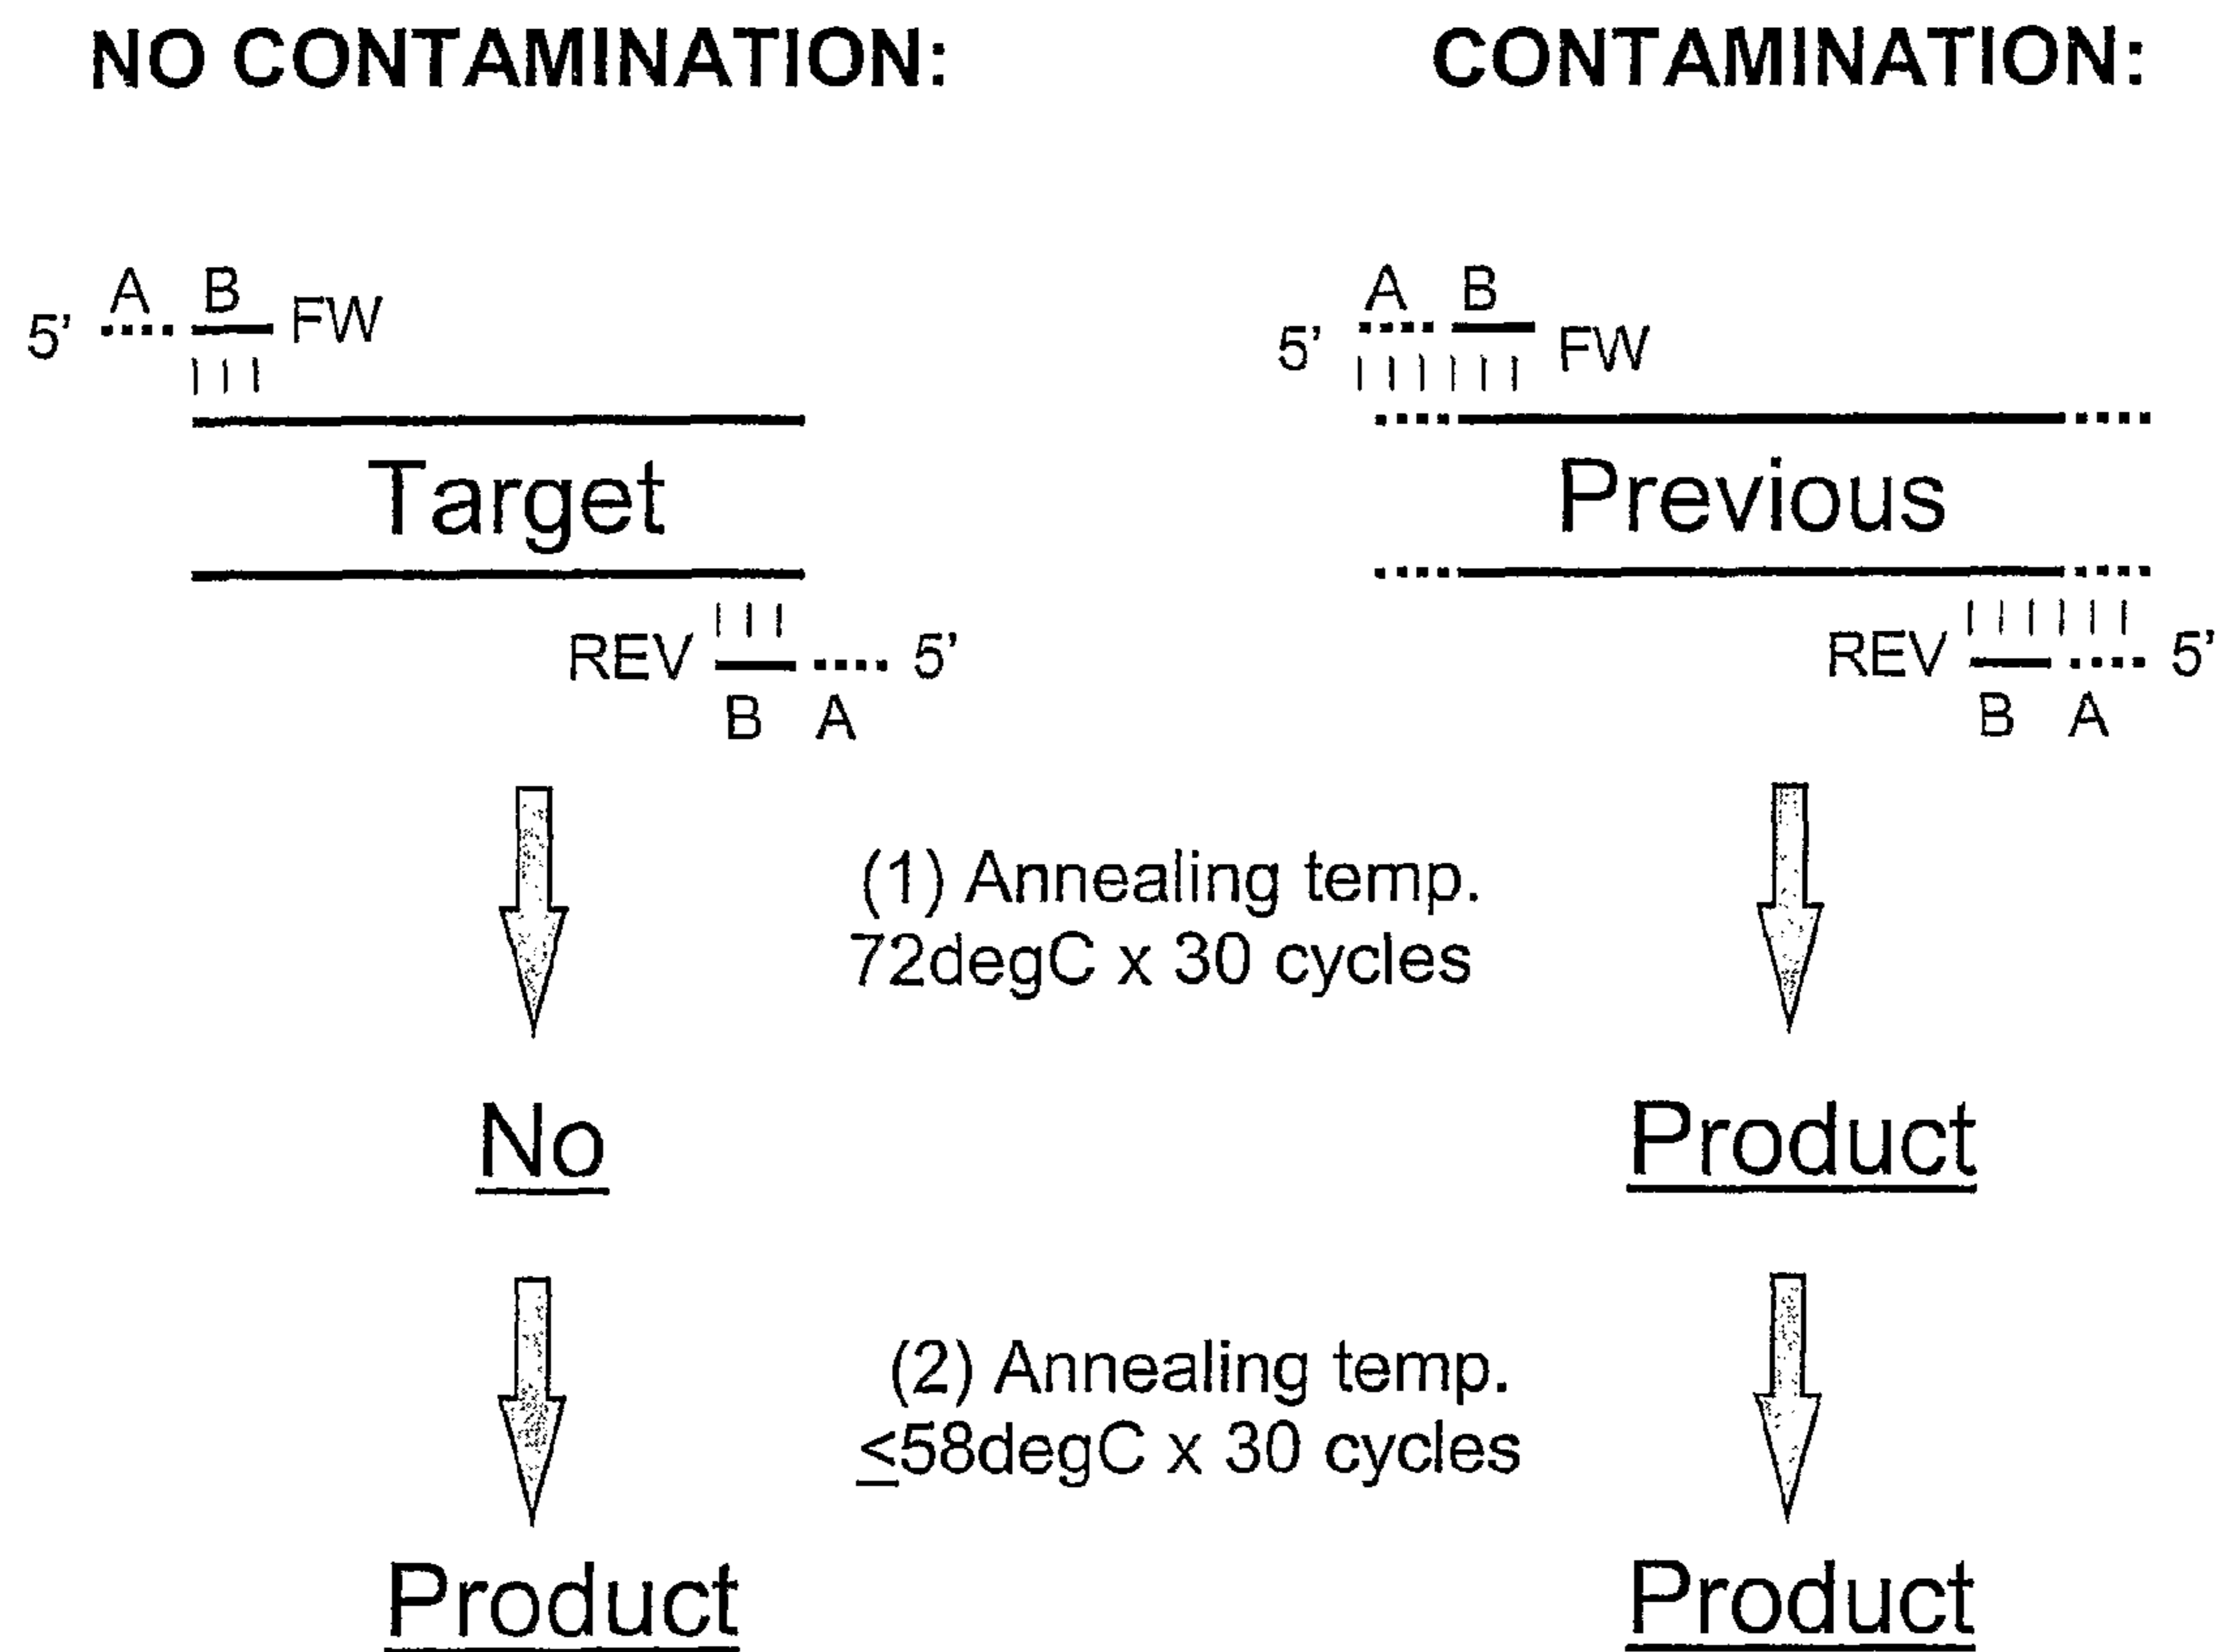 NO CONTAMINATION:
CONTAMINATION:
A B
5' FW
Target
REV 5'
B A
A B
5' FW
Previous
REV 5'
B A
(1) Annealing temp.
72degC x 30 cycles
No
Product
(2) Annealing temp.
≤58degC x 30 cycles
Product
Product